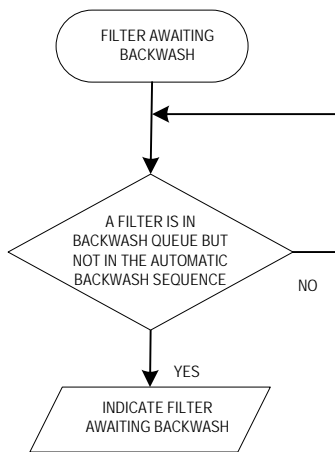 FILTER AWAITING
BACKWASH
A FILTER IS IN
BACKWASH QUEUE BUT
NOT IN THE AUTOMATIC
BACKWASH SEQUENCE
NO
YES
INDICATE FILTER
AWAITING BACKWASH